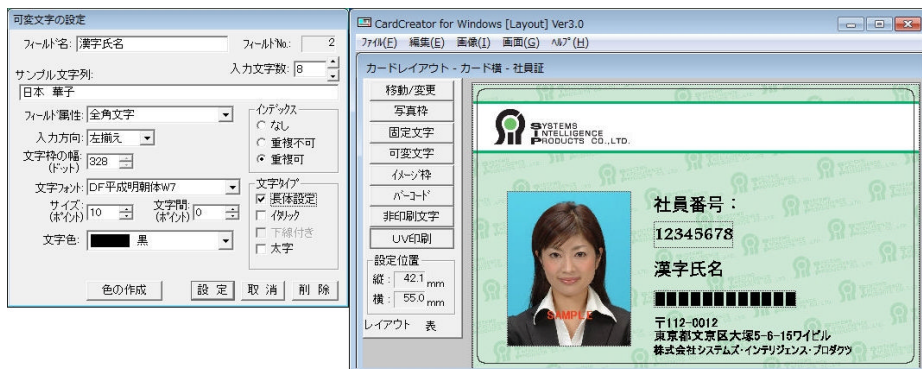 可変文字の設定
フィールド名: 漢字氏名
フィールドNo.: 2
サンプル文字列:
入力文字数: 8
日本 華子
フィールド属性: 全角文字
入力方向: 左揃え
文字枠の幅: 328
(ドット)
文字フォント: DF平成明朝体W7
サイズ: 10 文字間: 0
(ポイント) (ポイント)
文字色: 黒
インデックス
なし
重複不可
重複可
文字タイプ
長体設定
イタリック
下線付き
太字
色の作成 設 定 取 消 削 除
CardCreator for Windows [Layout] Ver3.0
ファイル(F) 編集(E) 画像(I) 画面(G) ヘルプ(H)
カードレイアウト - カード横 - 社員証
移動/変更
写真枠
固定文字
可変文字
イメージ枠
バーコード
非印刷文字
UV印刷
設定位置
縦: 42.1 mm
横: 55.0 mm
レイアウト 表
SYSTEMS
INTELLIGENCE
PRODUCTS CO.,LTD.
社員番号:
12345678
漢字氏名
SAMPLE
〒112-0012
東京都文京区大塚5-6-15ワイビル
株式会社システムズ・インテリジェンス・プロダクツ